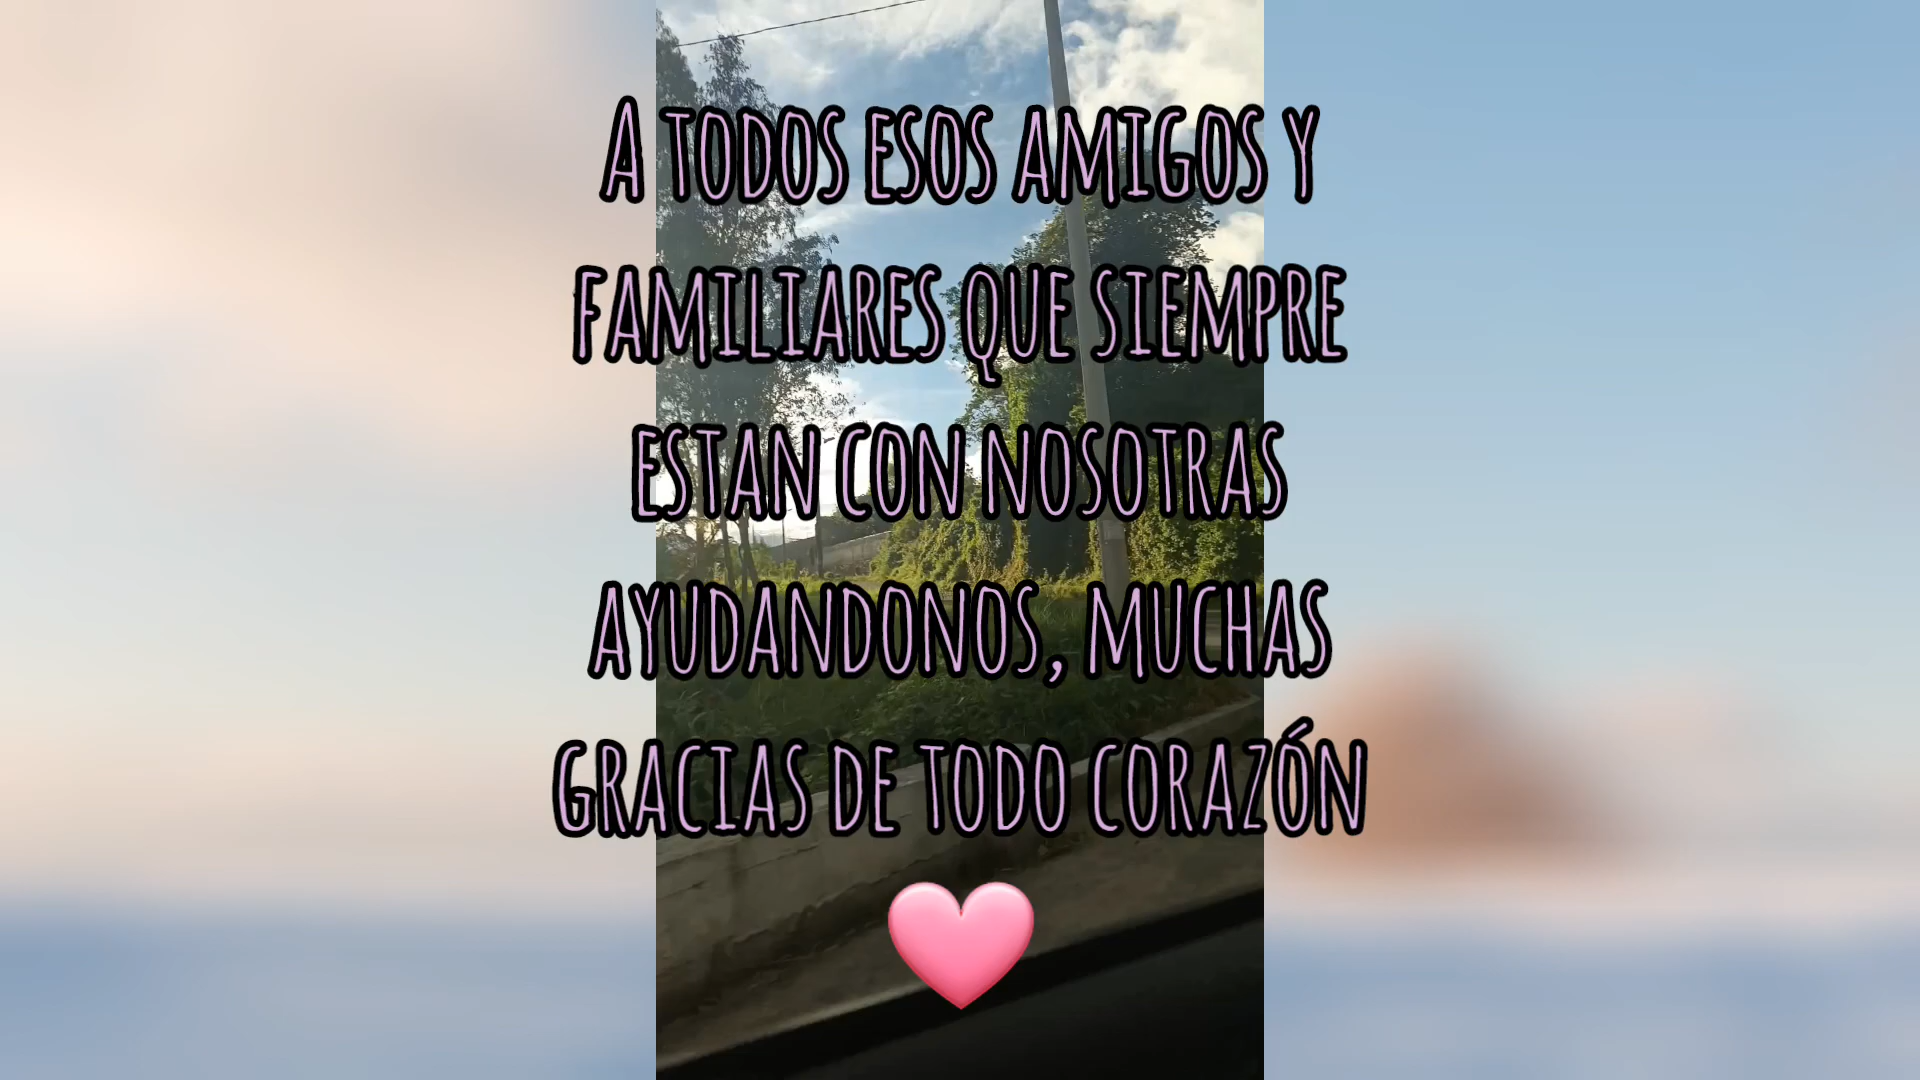 A TODOS ESOS AMIGOS Y
FAMILIARES QUE SIEMPRE
ESTAN CON NOSOTRAS
AYUDANDONOS, MUCHAS
GRACIAS DE TODO CORAZÓN
🩷